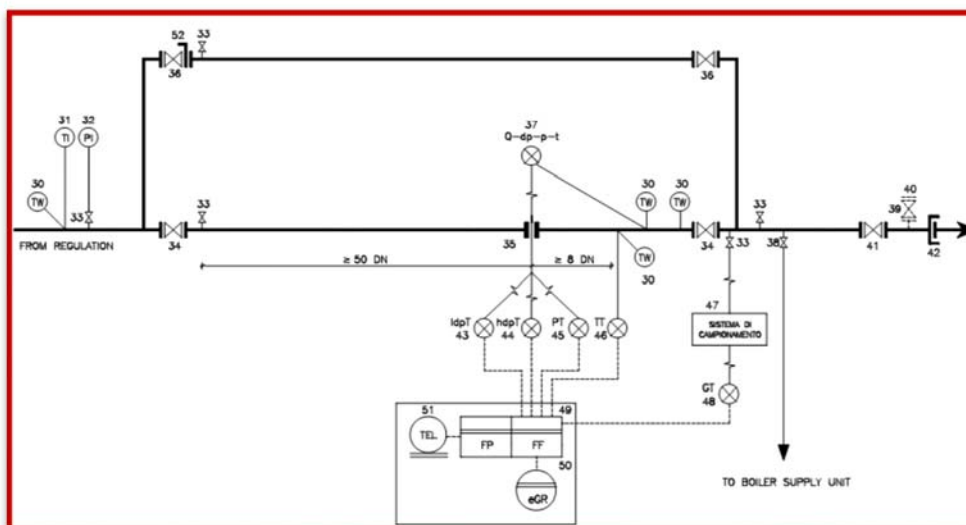 52
33
36
36
31
32
TI
PI
37
Q-dp-p-t
30
TW
33
33
30
30
TW
TW
33
40
39
34
35
34
33
38
41
42
FROM REGULATION
≥ 50 DN
≥ 8 DN
TW
30
47
SISTEMA DI
CAMPIONAMENTO
ldpT
43
hdpT
44
PT
45
TT
46
GT
48
51
49
TEL
FP
FF
50
eGR
TO BOILER SUPPLY UNIT